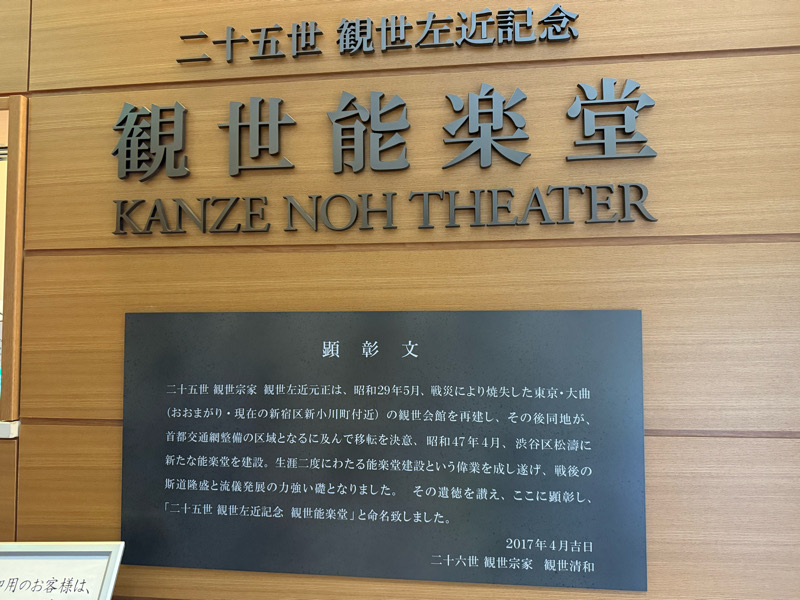 二十五世 観世左近記念
観世能楽堂
KANZE NOH THEATER
顕彰文
二十五世 観世宗家 観世左近元正は、昭和29年5月、戦災により焼失した東京・大曲
(おおまがり・現在の新宿区新小川町付近)の観世会館を再建し、その後同地が、
首都交通網整備の区域となるに及んで移転を決意、昭和47年4月、渋谷区松濤に
新たな能楽堂を建設。生涯二度にわたる能楽堂建設という偉業を成し遂げ、戦後の
斯道隆盛と流儀発展の力強い礎となりました。 その遺徳を讃え、ここに顕彰し、
「二十五世 観世左近記念 観世能楽堂」と命名致しました。
2017年4月吉日
二十六世 観世宗家 観世清和
用のお客様は、